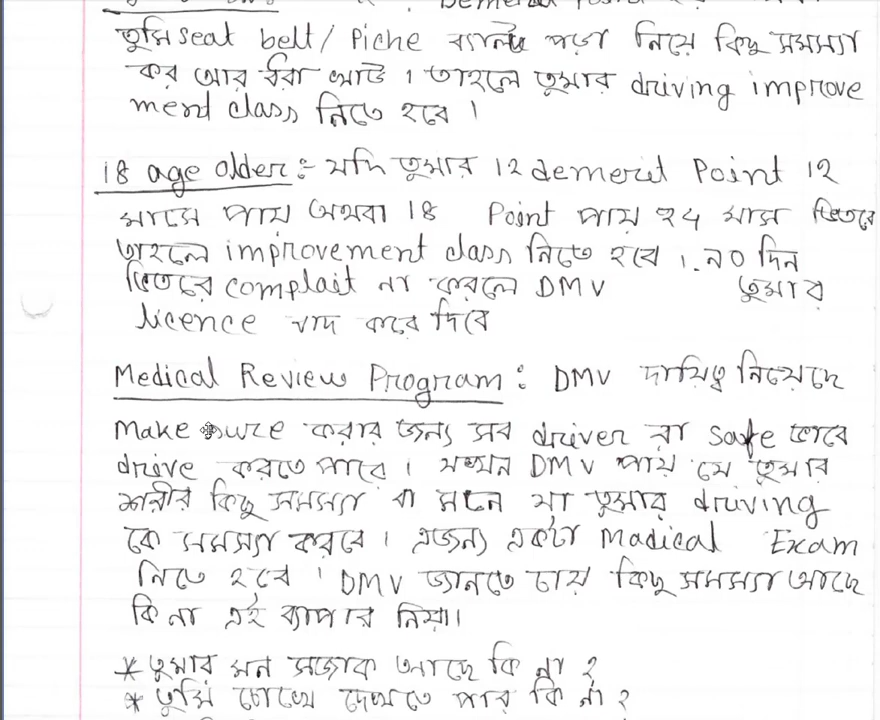 তুমি seat belt / Piche ব্যাল্ট পড়া নিয়ে কিছু সমস্যা
কর আর ধরা খাউ । তাহলে তুমার driving improve
ment class নিতে হবে ।
18 age older : যদি তুমার 12 demerit Point 12
মাসে পায় অথবা 18 Point পায় ২৪ মাস ভিতরে
তাহলে improvement class নিতে হবে । ৯০ দিন
ভিতরে complait না করলে DMV তুমার
licence বাদ করে দিবে
Medical Review Program : DMV দায়িত্ব নিয়েছে
Make sure করার জন্য সব driver রা safe ভাবে
drive করতে পারে । যখন DMV পায় যে তুমার
শরীর কিছু সমস্যা বা মনে যা তুমার driving
কে সমস্যা করবে । এজন্য একটা Madical Exam
নিতে হবে । DMV জানতে চায় কিছু সমস্যা আছে
কি না এই ব্যাপার নিয়া।
* তুমার মন সজাক আছে কি না ?
* তুমি চোখে দেখতে পার কি না ?